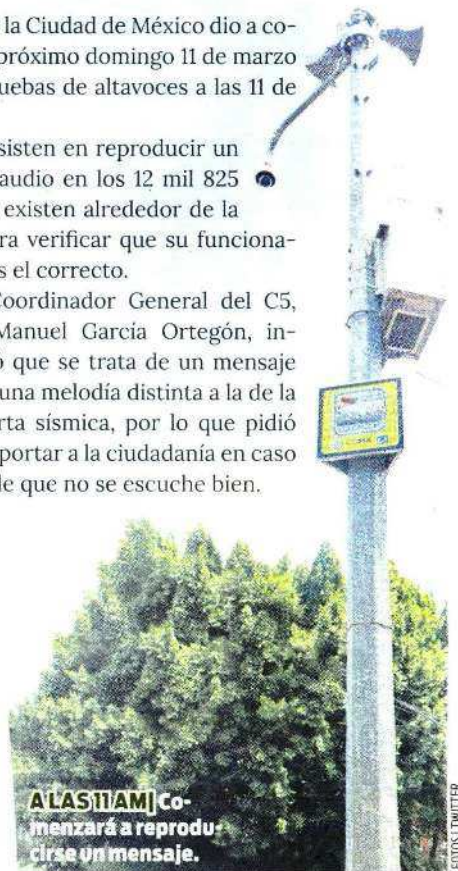 la Ciudad de México dio a co-
próximo domingo 11 de marzo
uebas de altavoces a las 11 de
sisten en reproducir un
audio en los 12 mil 825
existen alrededor de la
ra verificar que su funciona-
s el correcto.
Coordinador General del C5,
Manuel García Ortegón, in-
ó que se trata de un mensaje
una melodía distinta a la de la
rta sísmica, por lo que pidió
portar a la ciudadanía en caso
de que no se escuche bien.
A LAS 11 AM| Co-
menzará a reprodu-
cirse un mensaje.
FOTOS | TWITTER